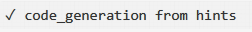 ✓ code_generation from hints